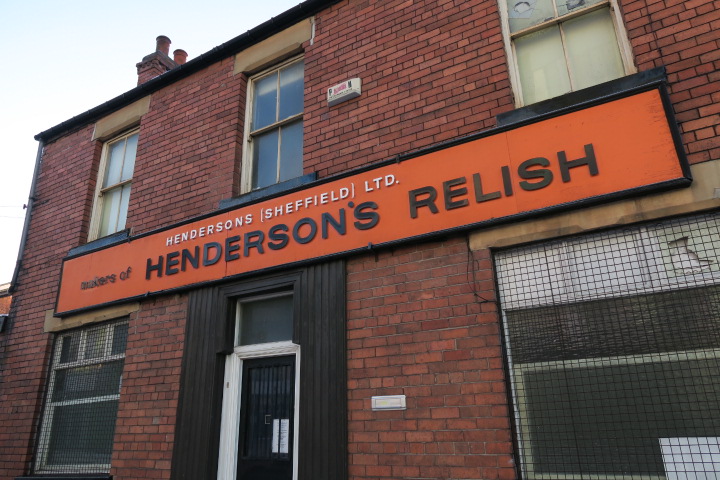 HENDERSONS [SHEFFIELD] LTD.
makers of HENDERSON'S RELISH